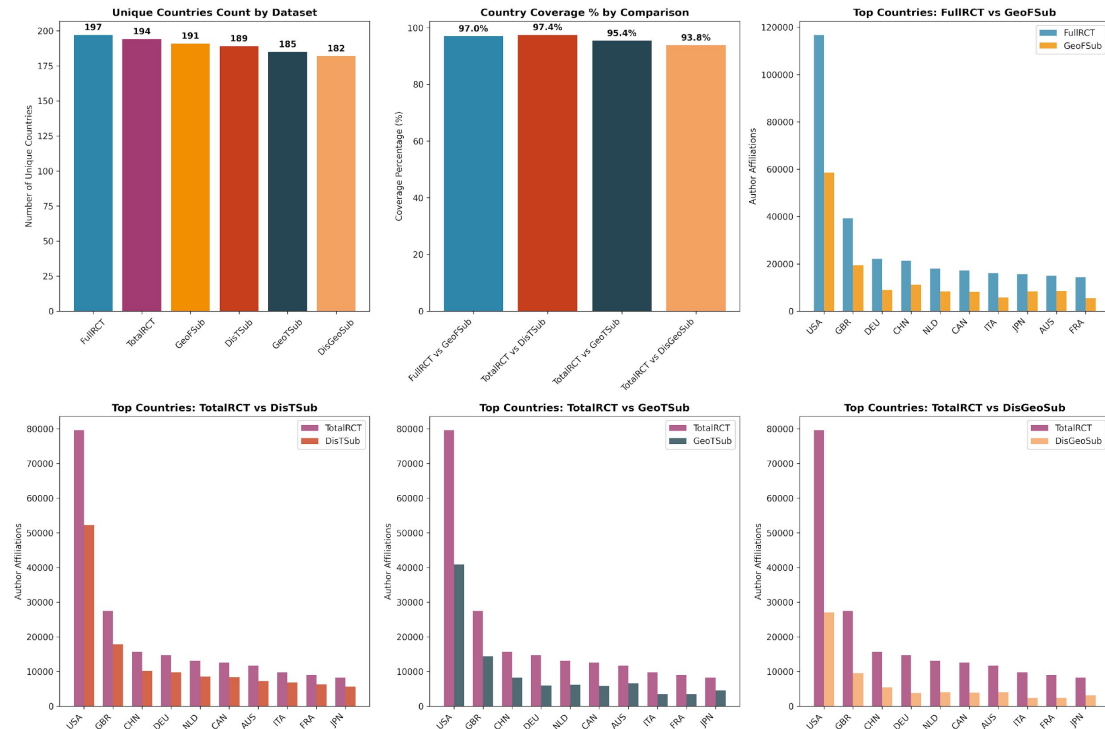 Unique Countries Count by Dataset
Number of Unique Countries
200
175
150
125
100
75
50
25
0
197
194
191
189
185
182
FullRCT
TotalRCT
GeoFSub
DisTSub
GeoTSub
DisGeoSub
Country Coverage % by Comparison
Coverage Percentage (%)
100
80
60
40
20
0
97.0%
97.4%
95.4%
93.8%
FullRCT vs GeoFSub
TotalRCT vs DisTSub
TotalRCT vs GeoTSub
TotalRCT vs DisGeoSub
Top Countries: FullRCT vs GeoFSub
Author Affiliations
120000
100000
80000
60000
40000
20000
0
FullRCT
GeoFSub
USA
GBR
DEU
CHN
NLD
CAN
ITA
JPN
AUS
FRA
Top Countries: TotalRCT vs DisTSub
Author Affiliations
80000
70000
60000
50000
40000
30000
20000
10000
0
TotalRCT
DisTSub
USA
GBR
CHN
DEU
NLD
CAN
AUS
ITA
FRA
JPN
Top Countries: TotalRCT vs GeoTSub
Author Affiliations
80000
70000
60000
50000
40000
30000
20000
10000
0
TotalRCT
GeoTSub
USA
GBR
CHN
DEU
NLD
CAN
AUS
ITA
FRA
JPN
Top Countries: TotalRCT vs DisGeoSub
Author Affiliations
80000
70000
60000
50000
40000
30000
20000
10000
0
TotalRCT
DisGeoSub
USA
GBR
CHN
DEU
NLD
CAN
AUS
ITA
FRA
JPN